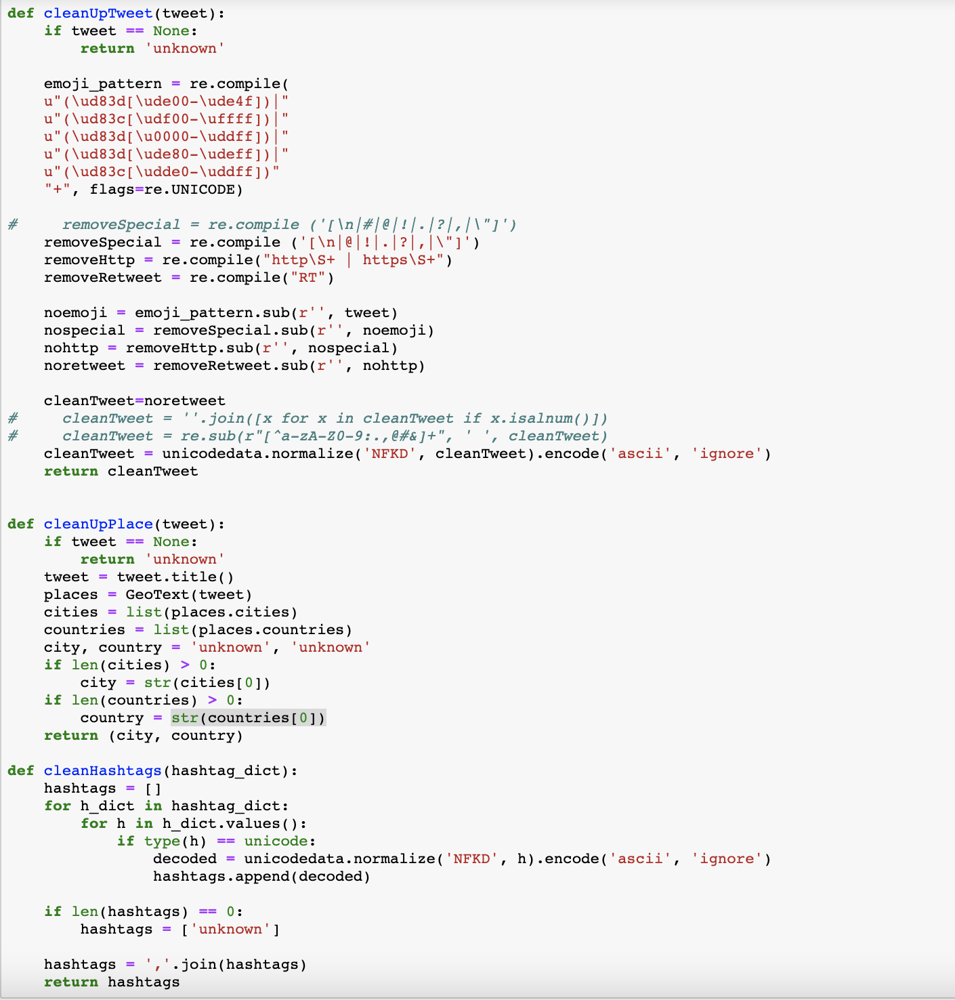 def cleanUpTweet(tweet):
    if tweet == None:
        return 'unknown'

    emoji_pattern = re.compile(
    u"(\ud83d[\ude00-\ude4f])|"
    u"(\ud83c[\udf00-\uffff])|"
    u"(\ud83d[\u0000-\uddff])|"
    u"(\ud83d[\ude80-\udeff])|"
    u"(\ud83c[\udde0-\uddff])"
    "+", flags=re.UNICODE)

#     removeSpecial = re.compile ('[\n|#|@|!|.|?|,|\"]')
    removeSpecial = re.compile ('[\n|@|!|.|?|,|\"]')
    removeHttp = re.compile("http\S+ | https\S+")
    removeRetweet = re.compile("RT")

    noemoji = emoji_pattern.sub(r'', tweet)
    nospecial = removeSpecial.sub(r'', noemoji)
    nohttp = removeHttp.sub(r'', nospecial)
    noretweet = removeRetweet.sub(r'', nohttp)

    cleanTweet=noretweet
#     cleanTweet = ''.join([x for x in cleanTweet if x.isalnum()])
#     cleanTweet = re.sub(r"[^a-zA-Z0-9:.,@#&]+", ' ', cleanTweet)
    cleanTweet = unicodedata.normalize('NFKD', cleanTweet).encode('ascii', 'ignore')
    return cleanTweet


def cleanUpPlace(tweet):
    if tweet == None:
        return 'unknown'
    tweet = tweet.title()
    places = GeoText(tweet)
    cities = list(places.cities)
    countries = list(places.countries)
    city, country = 'unknown', 'unknown'
    if len(cities) > 0:
        city = str(cities[0])
    if len(countries) > 0:
        country = str(countries[0])
    return (city, country)

def cleanHashtags(hashtag_dict):
    hashtags = []
    for h_dict in hashtag_dict:
        for h in h_dict.values():
            if type(h) == unicode:
                decoded = unicodedata.normalize('NFKD', h).encode('ascii', 'ignore')
                hashtags.append(decoded)

    if len(hashtags) == 0:
        hashtags = ['unknown']

    hashtags = ','.join(hashtags)
    return hashtags